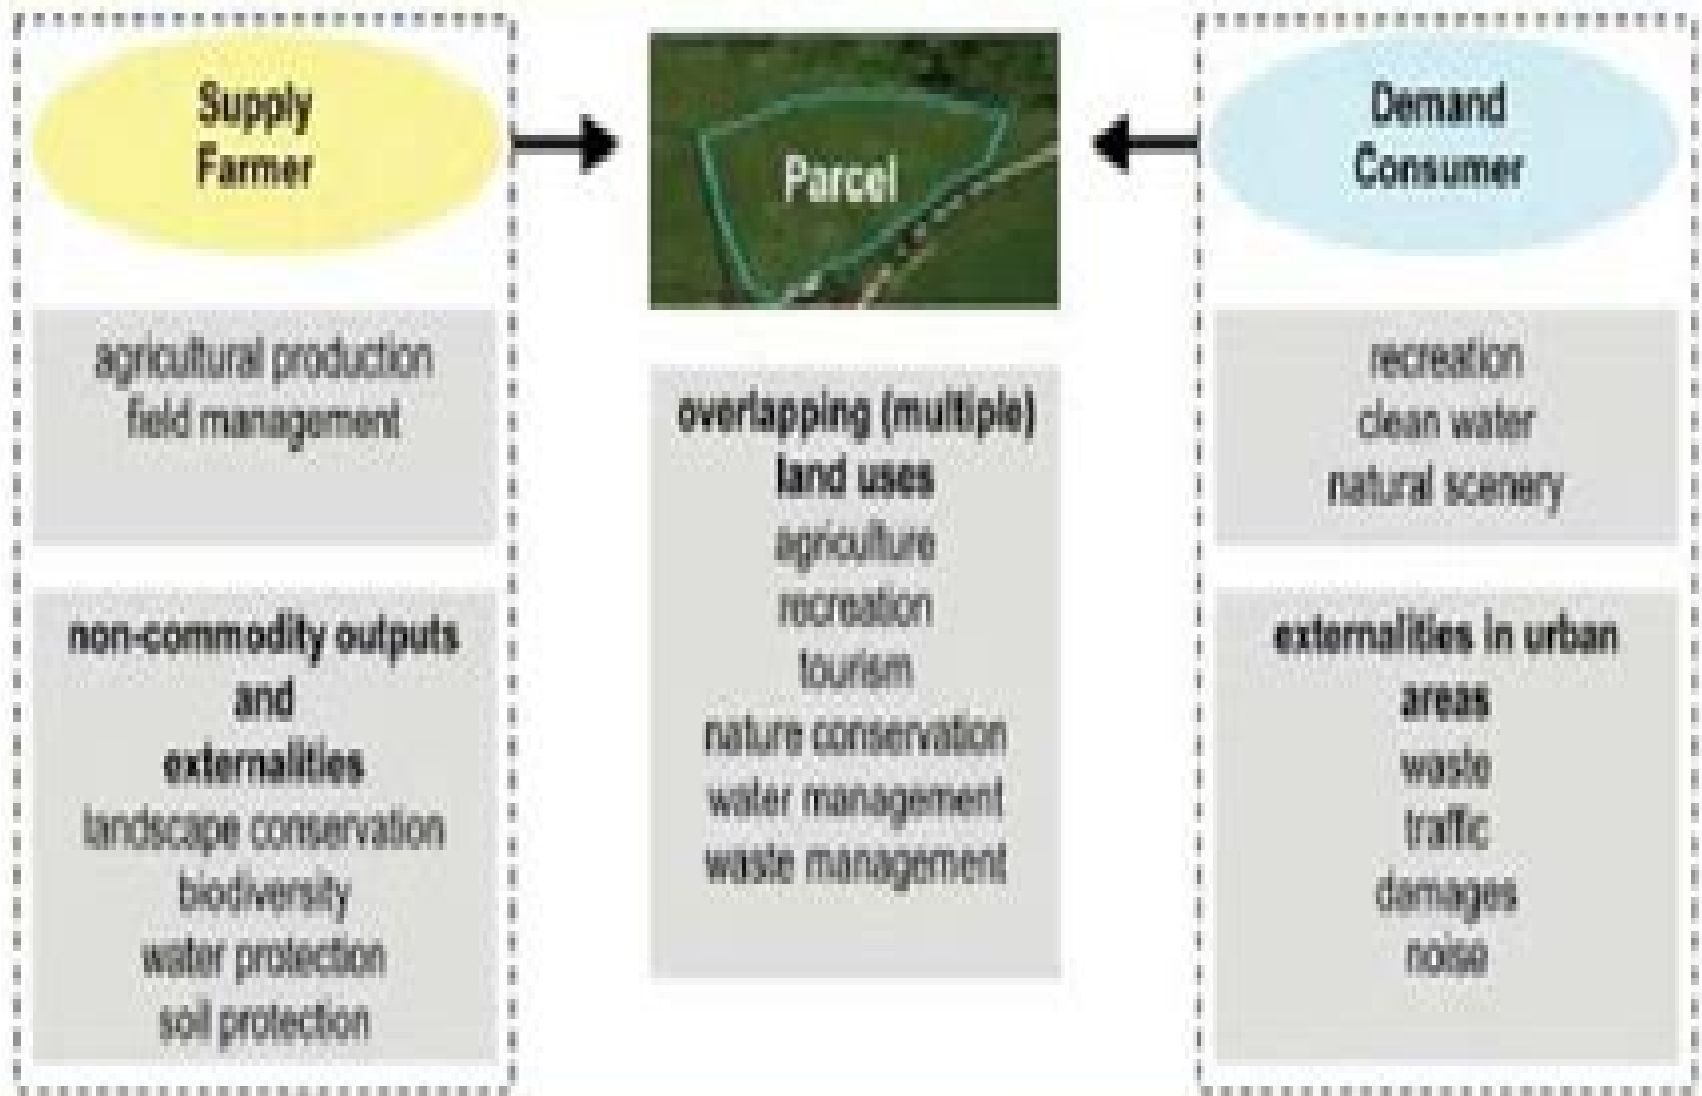 Supply
Farmer
agricultural production
field management
non-commodity outputs
and
externalities
landscape conservation
biodiversity
water protection
soil protection
Parcel
overlapping (multiple)
land uses
agriculture
recreation
tourism
nature conservation
water management
waste management
Demand
Consumer
recreation
clean water
natural scenery
externalities in urban
areas
waste
traffic
damages
noise